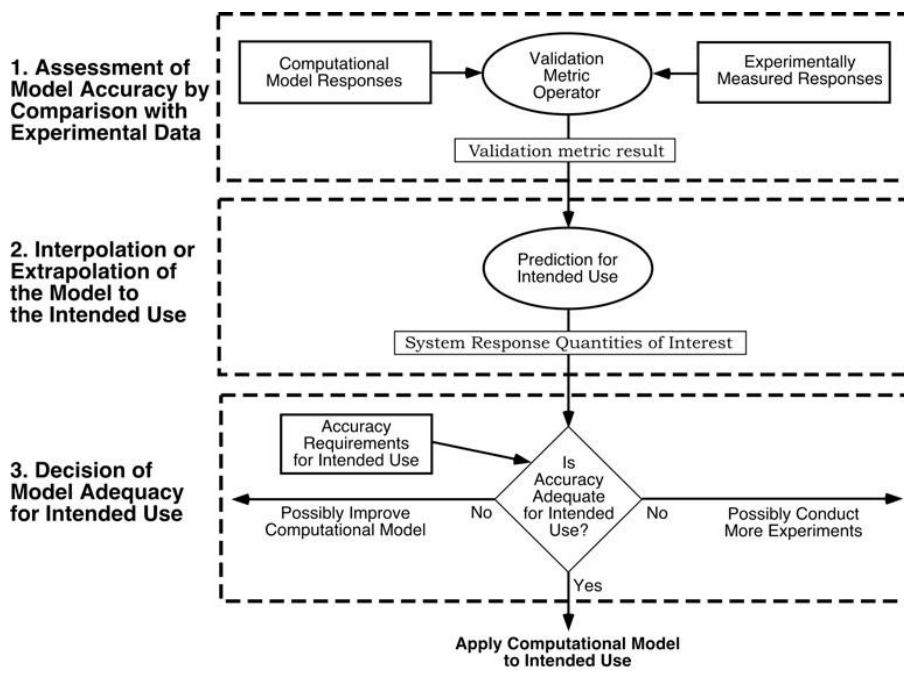 1. Assessment of
Model Accuracy by
Comparison with
Experimental Data
Computational
Model Responses
Validation
Metric
Operator
Experimentally
Measured Responses
Validation metric result
2. Interpolation or
Extrapolation of
the Model to
the Intended Use
Prediction for
Intended Use
System Response Quantities of Interest
3. Decision of
Model Adequacy
for Intended Use
Accuracy
Requirements
for Intended Use
Is
Accuracy
Adequate
for Intended
Use?
Possibly Improve
Computational Model
No
No
Possibly Conduct
More Experiments
Yes
Apply Computational Model
to Intended Use